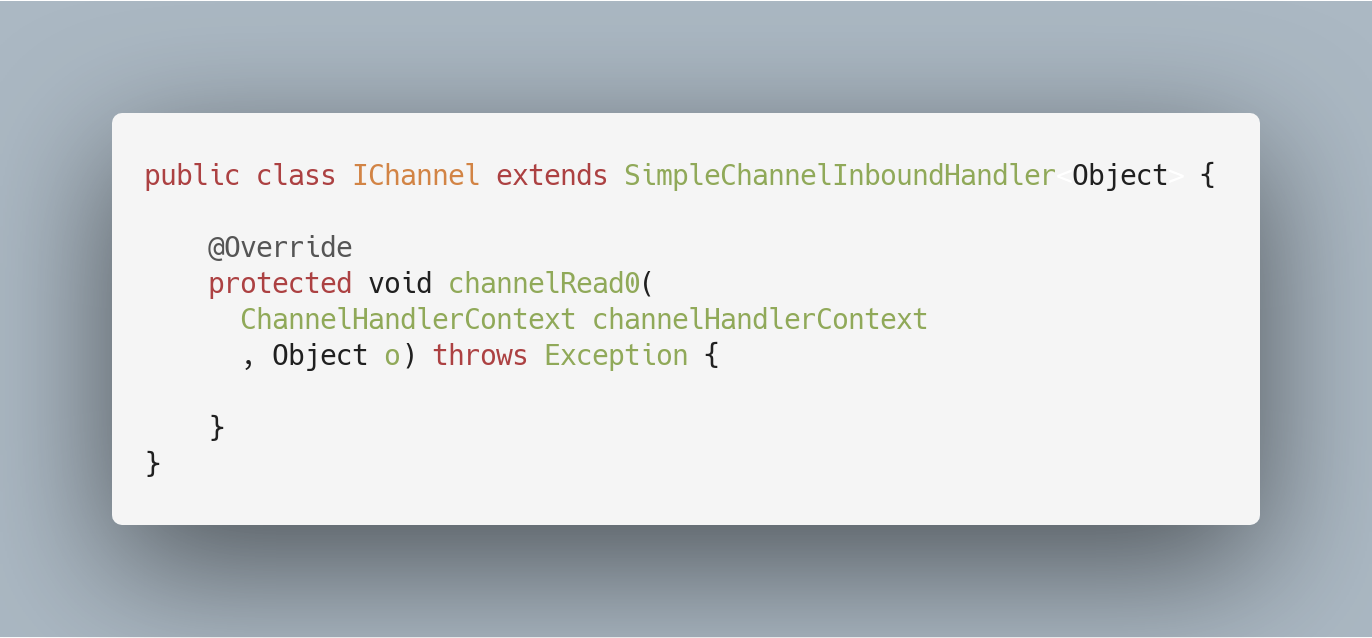 public class IChannel extends SimpleChannelInboundHandler<Object> {
@Override
protected void channelRead0(
ChannelHandlerContext channelHandlerContext
, Object o) throws Exception {
}
}